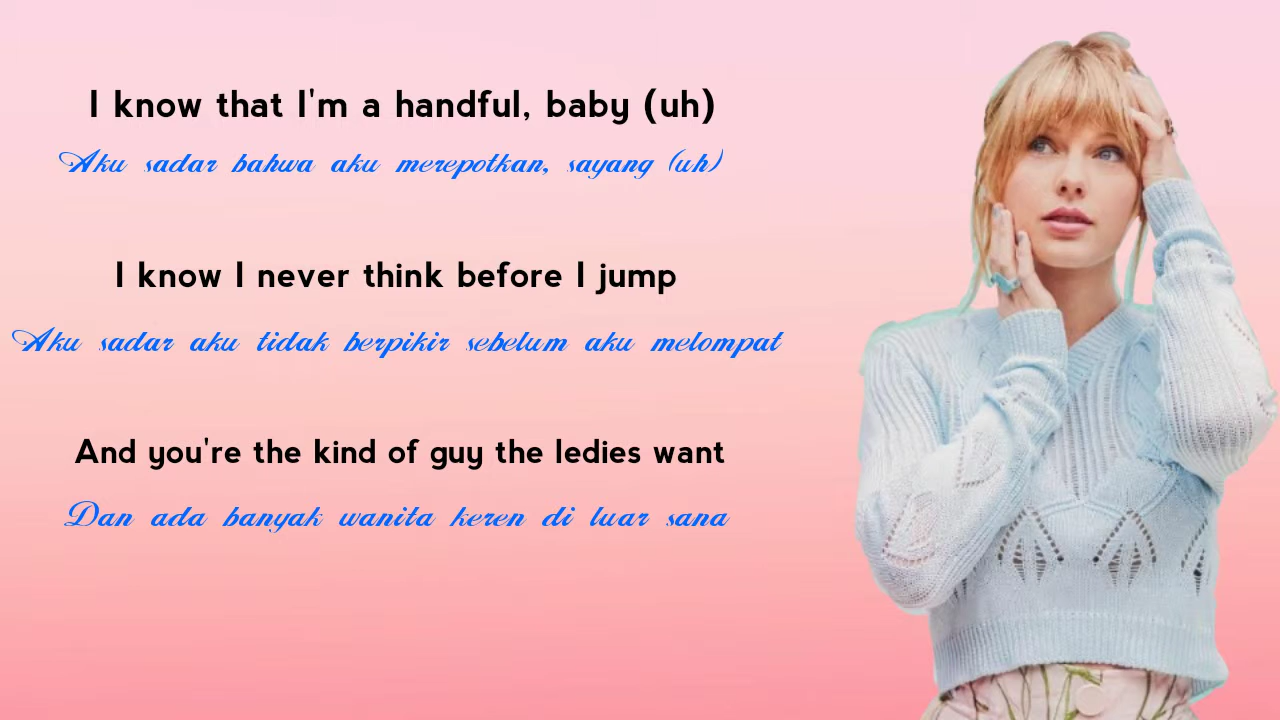 I know that I'm a handful, baby (uh)
Aku sadar bahwa aku merepotkan, sayang (uh)
I know I never think before I jump
Aku sadar aku tidak berpikir sebelum aku melompat
And you're the kind of guy the ledies want
Dan ada banyak wanita keren di luar sana